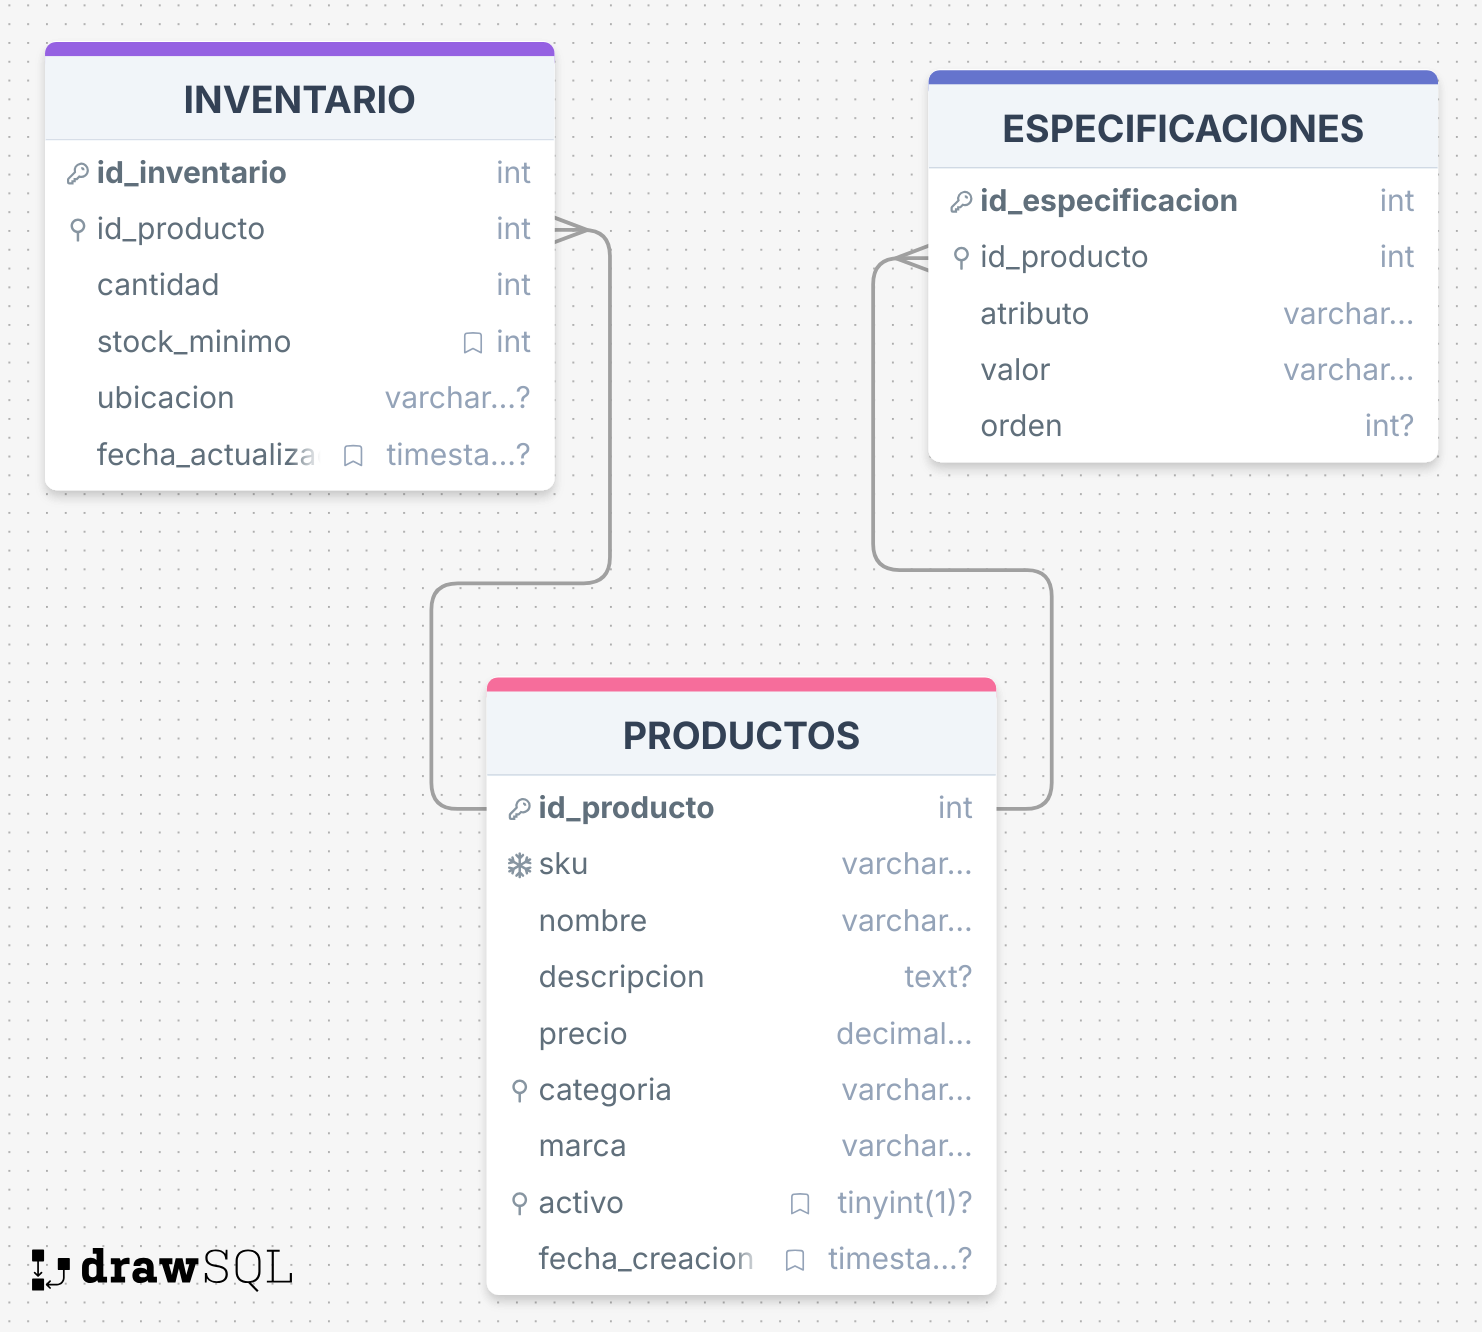 INVENTARIO
id_inventario int
id_producto int
cantidad int
stock_minimo int
ubicacion varchar...?
fecha_actualiza timesta...?
ESPECIFICACIONES
id_especificacion int
id_producto int
atributo varchar...
valor varchar...
orden int?
PRODUCTOS
id_producto int
sku varchar...
nombre varchar...
descripcion text?
precio decimal...
categoria varchar...
marca varchar...
activo tinyint(1)?
fecha_creacion timesta...?
drawSQL